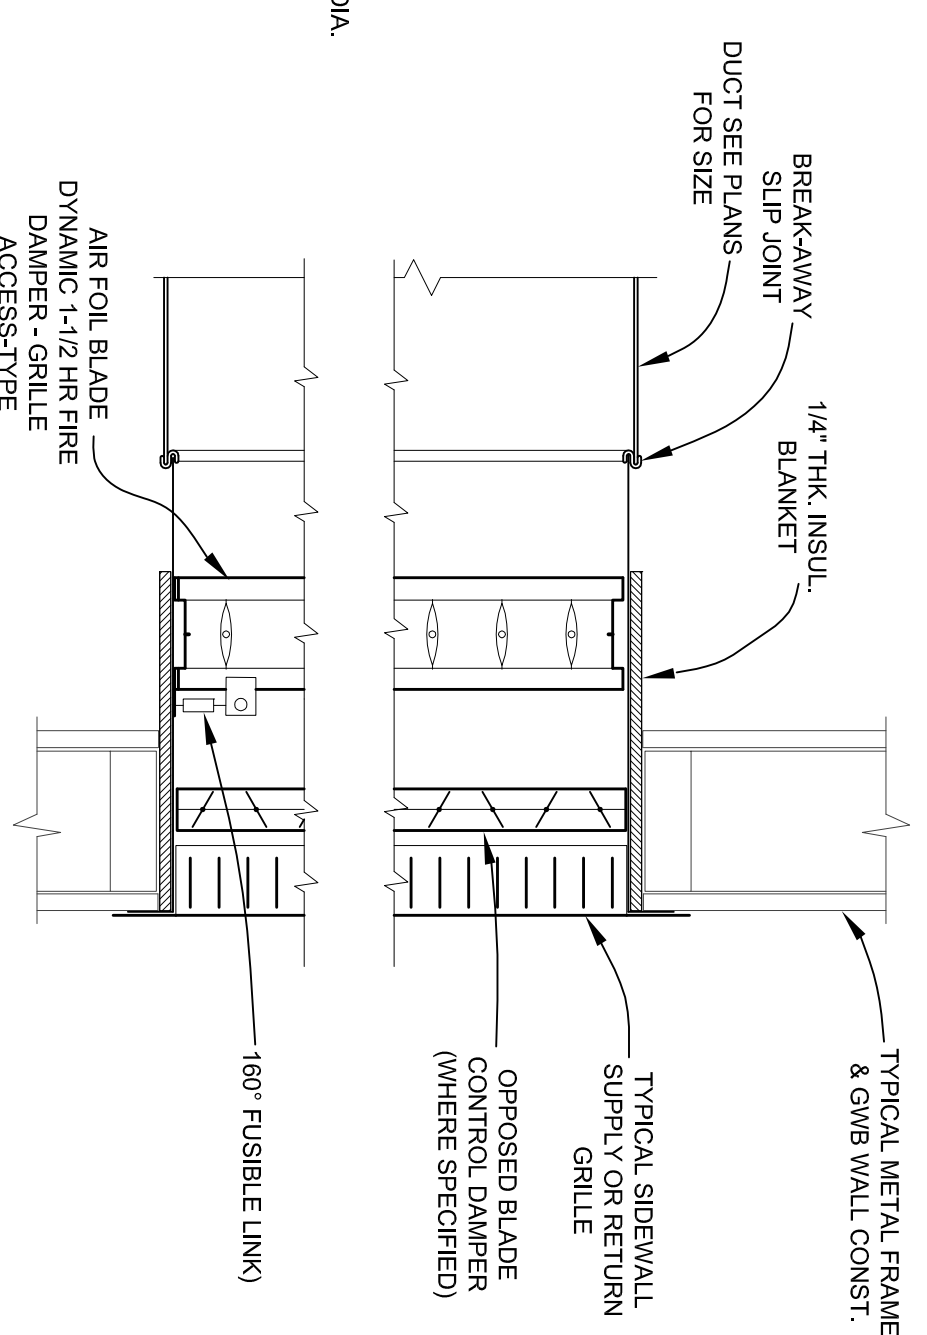 DIA.
DUCT SEE PLANS
FOR SIZE
BREAK-AWAY
SLIP JOINT
1/4" THK. INSUL.
BLANKET
TYPICAL METAL FRAME
& GWB WALL CONST.
TYPICAL SIDEWALL
SUPPLY OR RETURN
GRILLE
OPPOSED BLADE
CONTROL DAMPER
(WHERE SPECIFIED)
160° FUSIBLE LINK)
AIR FOIL BLADE
DYNAMIC 1-1/2 HR FIRE
DAMPER - GRILLE
ACCESS-TYPE